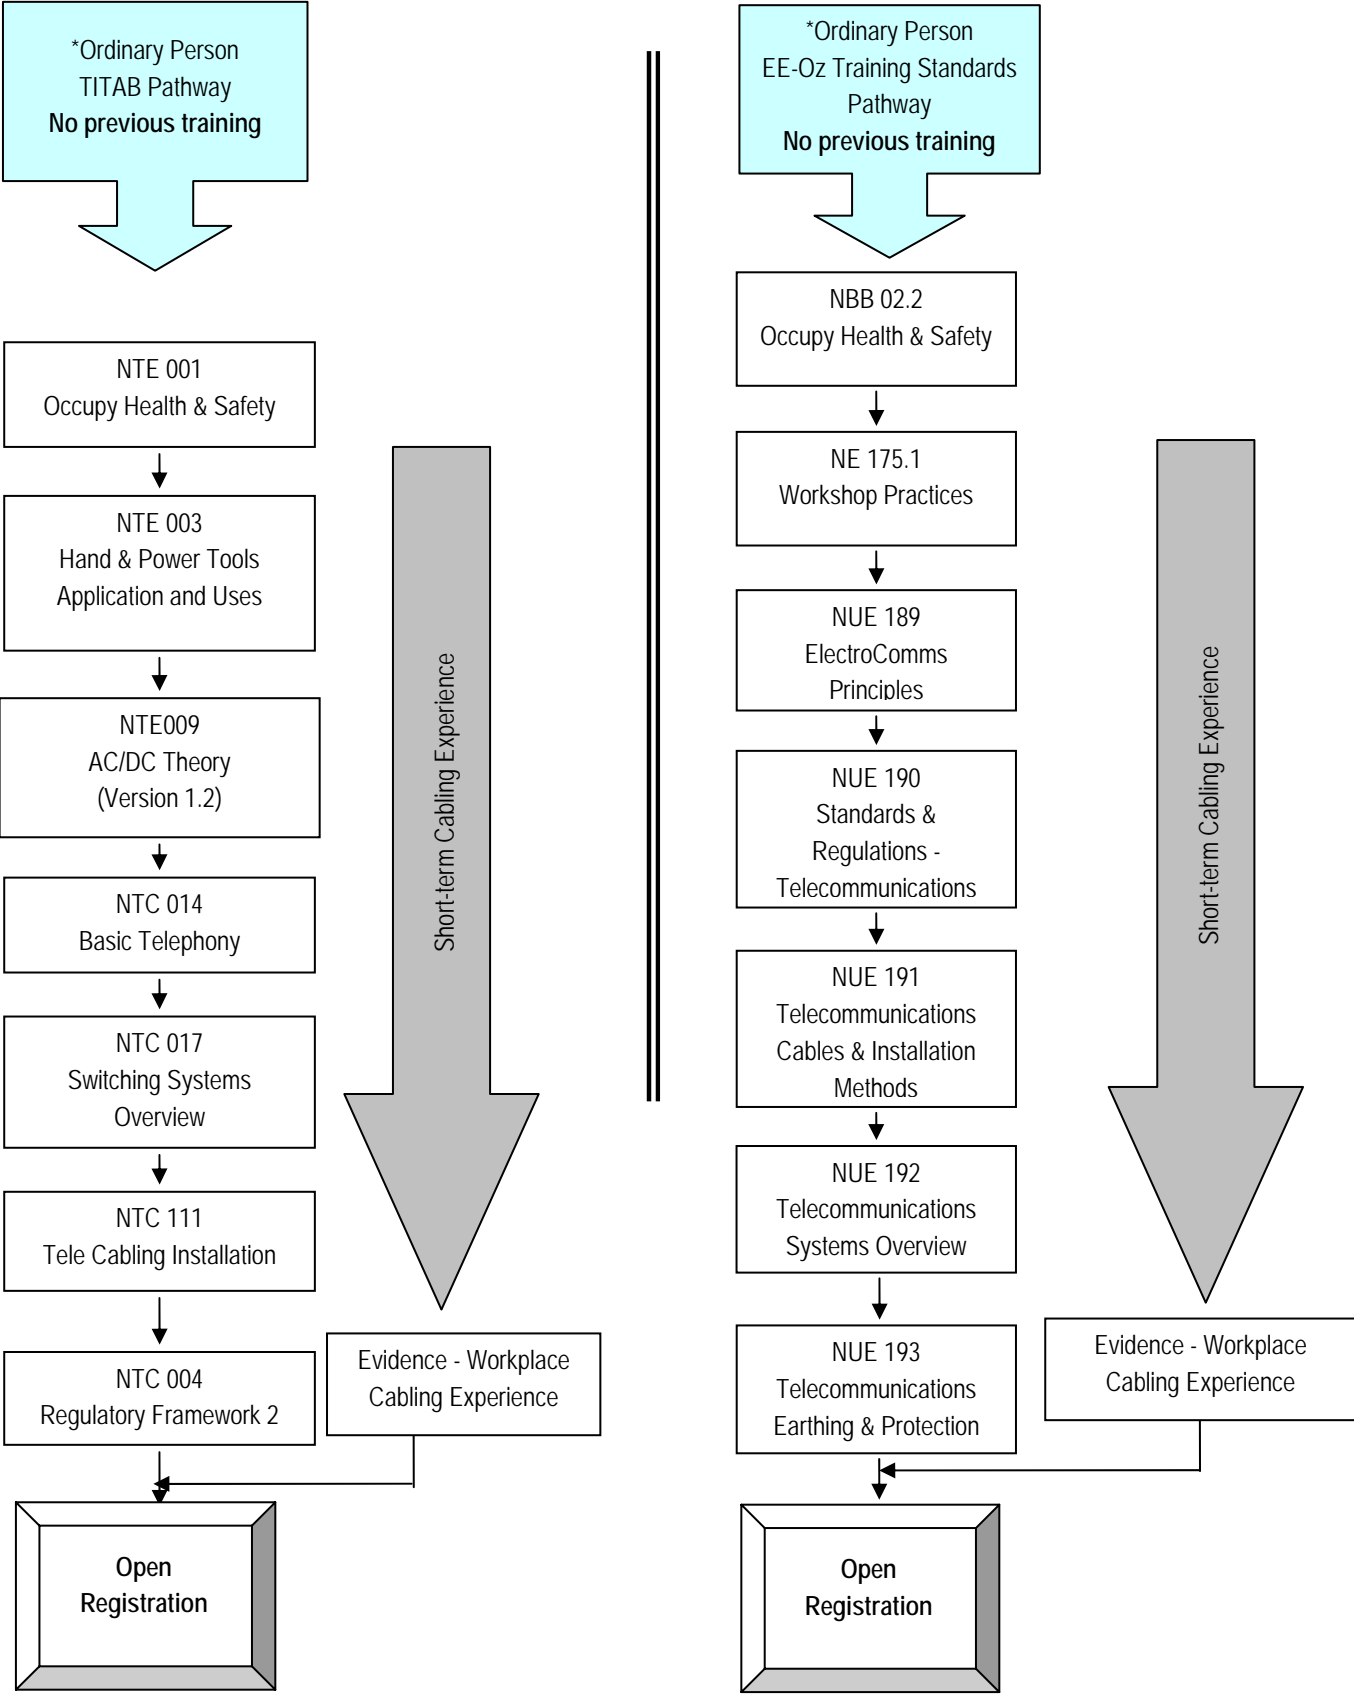 *Ordinary Person
TITAB Pathway
No previous training
NTE 001
Occupy Health & Safety
NTE 003
Hand & Power Tools
Application and Uses
NTE009
AC/DC Theory
(Version 1.2)
NTC 014
Basic Telephony
NTC 017
Switching Systems
Overview
NTC 111
Tele Cabling Installation
NTC 004
Regulatory Framework 2
Short-term Cabling Experience
Evidence - Workplace
Cabling Experience
Open
Registration
*Ordinary Person
EE-Oz Training Standards
Pathway
No previous training
NBB 02.2
Occupy Health & Safety
NE 175.1
Workshop Practices
NUE 189
ElectroComms
Principles
NUE 190
Standards &
Regulations -
Telecommunications
NUE 191
Telecommunications
Cables & Installation
Methods
NUE 192
Telecommunications
Systems Overview
NUE 193
Telecommunications
Earthing & Protection
Short-term Cabling Experience
Evidence - Workplace
Cabling Experience
Open
Registration